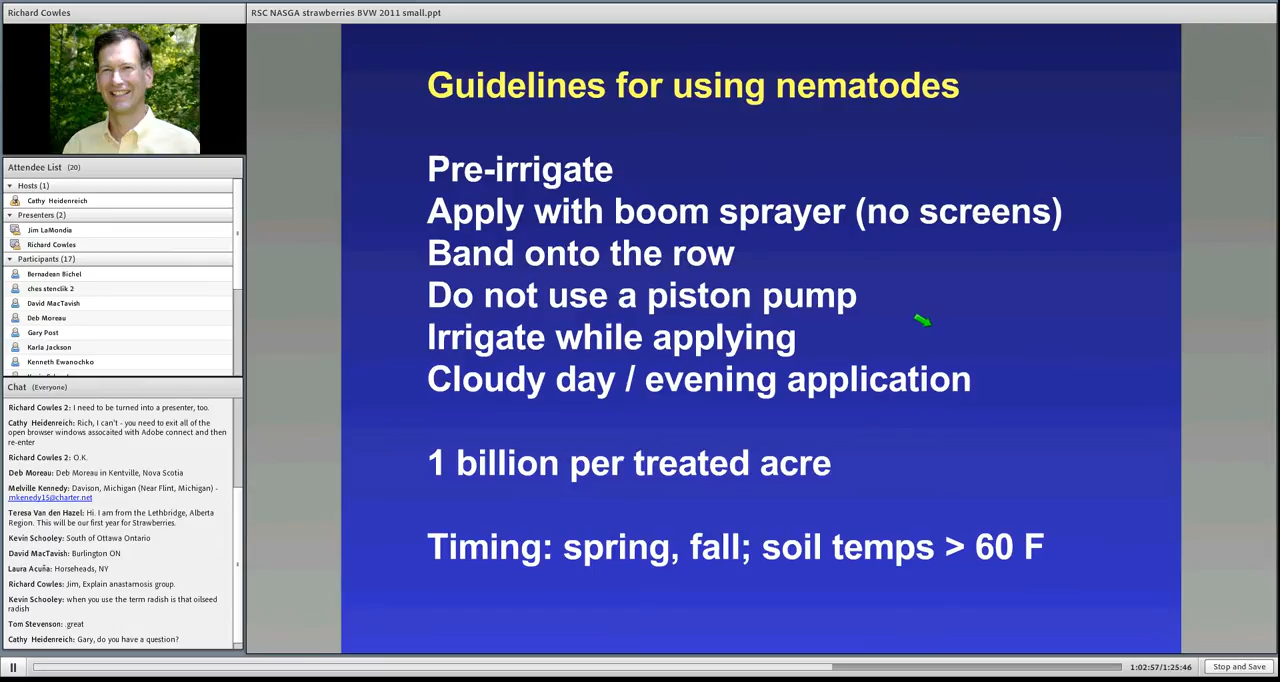 Richard Cowles
RSC NASGA strawberries BVW 2011 small.ppt
Attendee List (20)
Hosts (1)
Cathy Heidenreich
Presenters (2)
Jim LaMondia
Richard Cowles
Participants (17)
Bernadean Bichel
ches stenclik 2
David MacTavish
Deb Moreau
Gary Post
Karla Jackson
Kenneth Ewanochko
Chat (Everyone)
Richard Cowles 2: I need to be turned into a presenter, too.
Cathy Heidenreich: Rich, I can't - you need to exit all of the
open browser windows assocaited with Adobe connect and then
re-enter
Richard Cowles 2: O.K.
Deb Moreau: Deb Moreau in Kentville, Nova Scotia
Melville Kennedy: Davison, Michigan (Near Flint, Michigan) -
mkenedy15@charter.net
Teresa Van den Hazel: Hi. I am from the Lethbridge, Alberta
Region. This will be our first year for Strawberries.
Kevin Schooley: South of Ottawa Ontario
David MacTavish: Burlington ON
Laura Acuña: Horseheads, NY
Richard Cowles: Jim, Explain anastamosis group.
Kevin Schooley: when you use the term radish is that oilseed
radish
Tom Stevenson: .great
Cathy Heidenreich: Gary, do you have a question?
Guidelines for using nematodes
Pre-irrigate
Apply with boom sprayer (no screens)
Band onto the row
Do not use a piston pump
Irrigate while applying
Cloudy day / evening application
1 billion per treated acre
Timing: spring, fall; soil temps > 60 F
1:02:57/1:25:46
Stop and Save